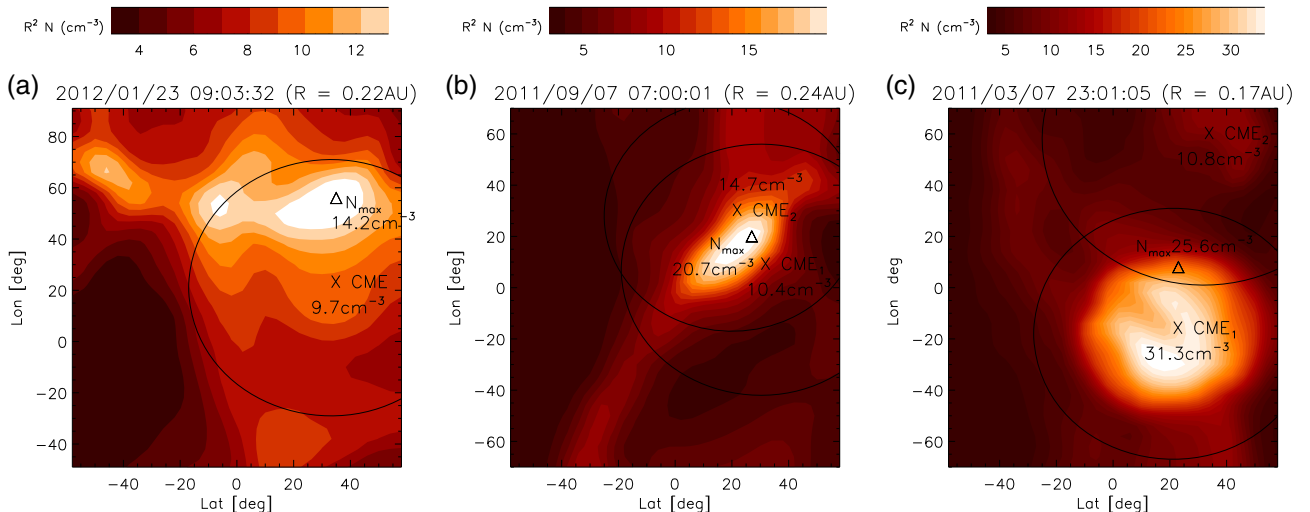 R² N (cm⁻³)
4 6 8 10 12
R² N (cm⁻³)
5 10 15
R² N (cm⁻³)
5 10 15 20 25 30
(a)
2012/01/23 09:03:32 (R = 0.22AU)
80
60
40
20
0
−20
−40
Lon [deg]
−40 −20 0 20 40
Lat [deg]
Δ N_max
14.2cm⁻³
X CME
9.7cm⁻³
(b)
2011/09/07 07:00:01 (R = 0.24AU)
60
40
20
0
−20
−40
−60
Lon [deg]
−40 −20 0 20 40
Lat [deg]
14.7cm⁻³
X CME₂
N_max Δ
20.7cm⁻³ X CME₁
10.4cm⁻³
(c)
2011/03/07 23:01:05 (R = 0.17AU)
60
40
20
0
−20
−40
−60
Lon deg
−40 −20 0 20 40
Lat [deg]
X CME₂
10.8cm⁻³
N_max 25.6cm⁻³
Δ
X CME₁
31.3cm⁻³